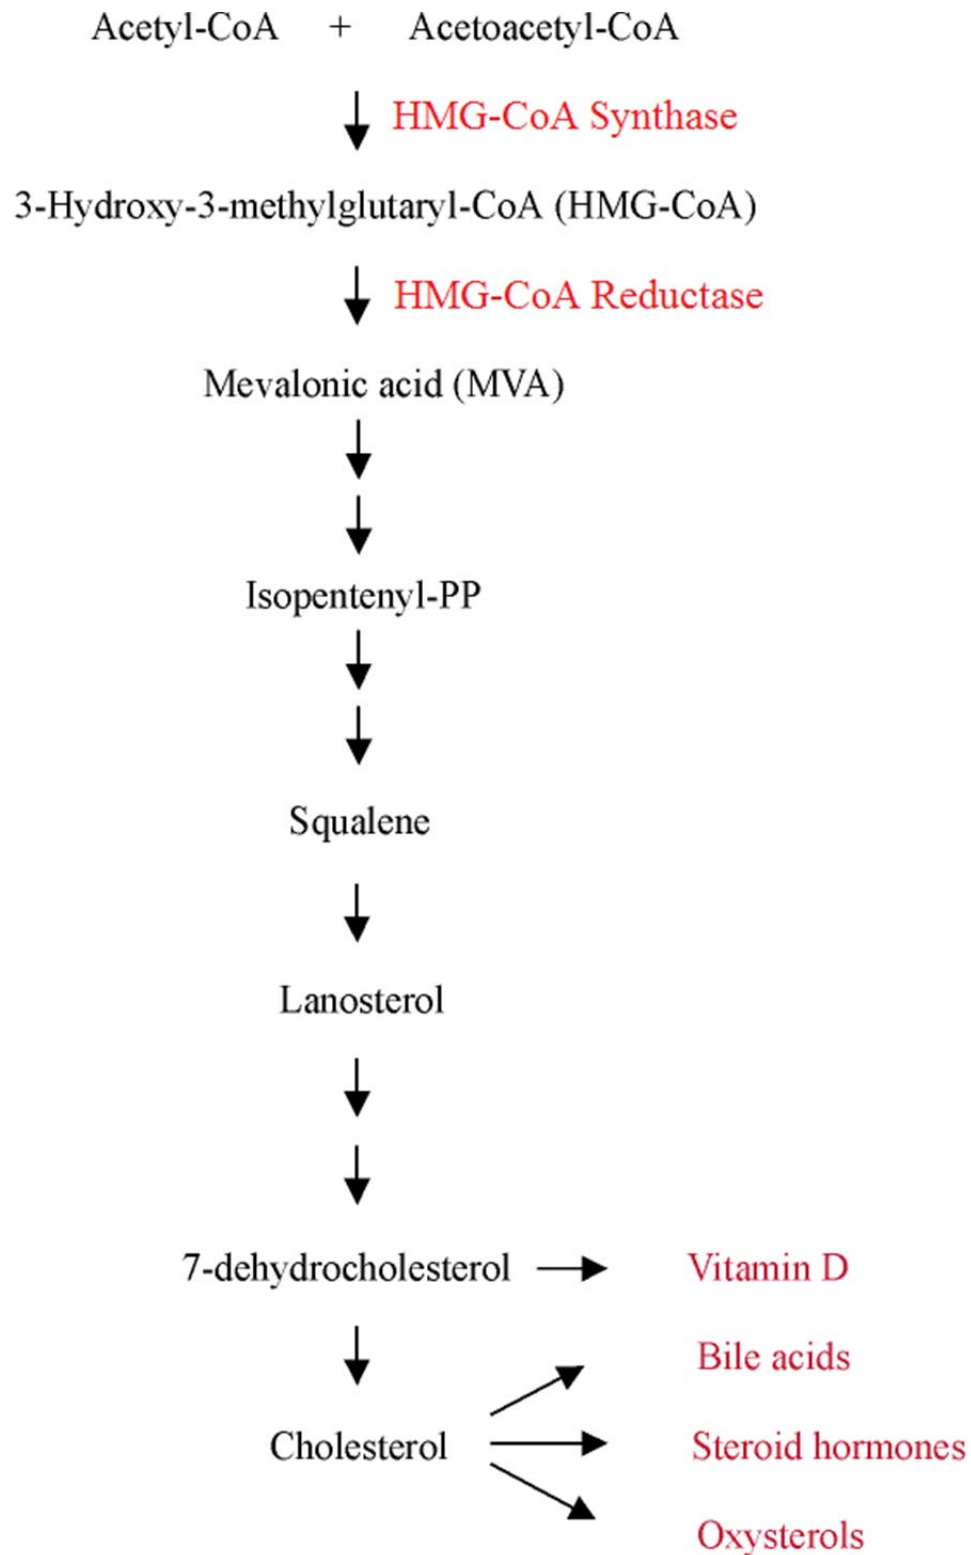 Acetyl-CoA + Acetoacetyl-CoA
HMG-CoA Synthase
3-Hydroxy-3-methylglutaryl-CoA (HMG-CoA)
HMG-CoA Reductase
Mevalonic acid (MVA)
Isopentenyl-PP
Squalene
Lanosterol
7-dehydrocholesterol
Vitamin D
Bile acids
Cholesterol
Steroid hormones
Oxysterols